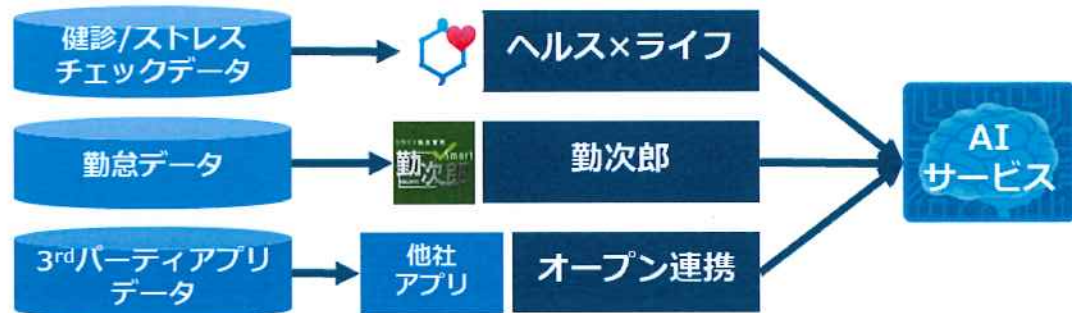 健診/ストレス
チェックデータ
ヘルス×ライフ
勤怠データ
smart
勤次郎
勤次郎
3rdパーティアプリ
データ
他社
アプリ
オープン連携
AI
サービス